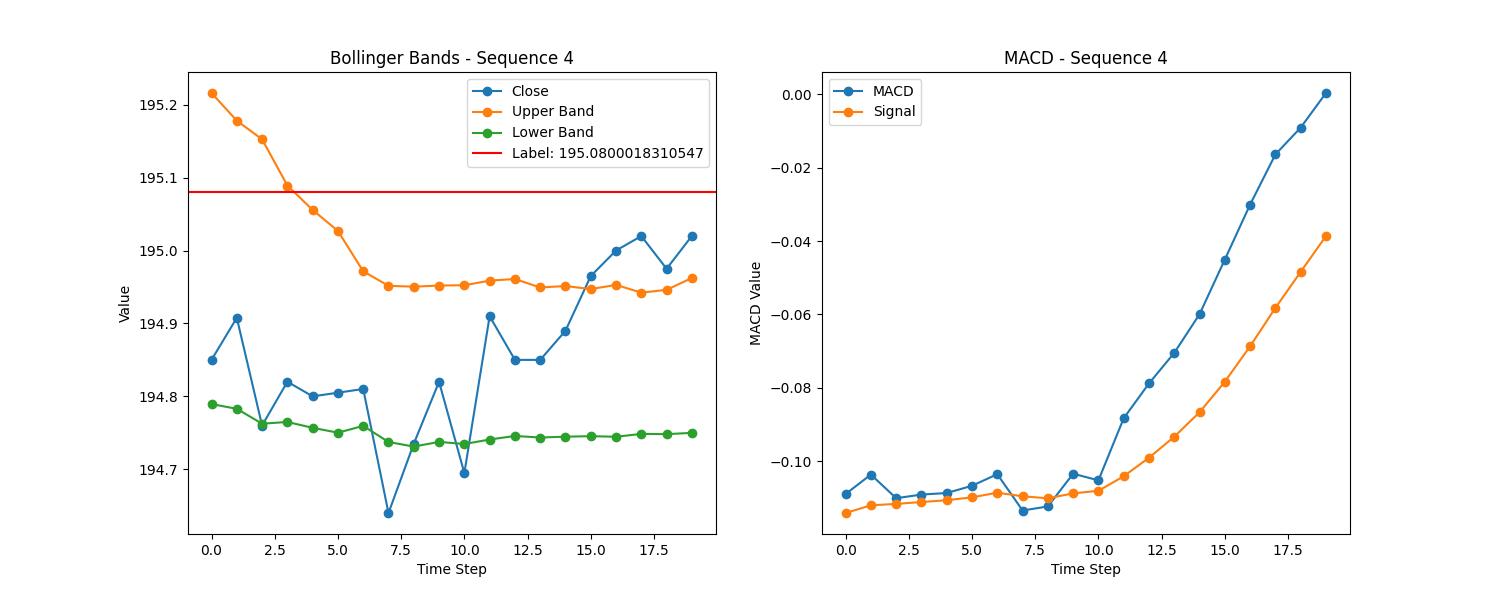 Bollinger Bands - Sequence 4
Close
Upper Band
Lower Band
Label: 195.0800018310547
195.2
195.1
195.0
194.9
194.8
194.7
Value
0.0 2.5 5.0 7.5 10.0 12.5 15.0 17.5
Time Step
MACD - Sequence 4
MACD
Signal
0.00
−0.02
−0.04
−0.06
−0.08
−0.10
MACD Value
0.0 2.5 5.0 7.5 10.0 12.5 15.0 17.5
Time Step